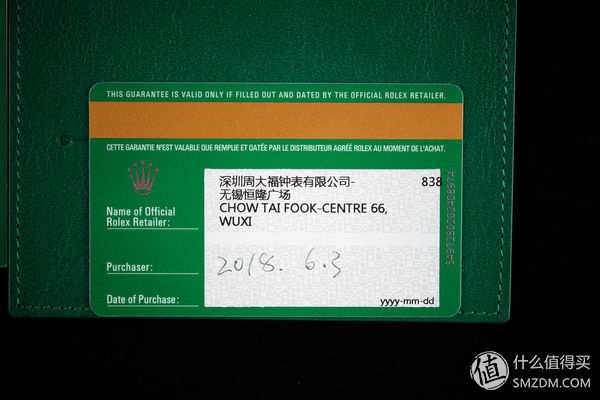 THIS GUARANTEE IS VALID ONLY IF FILLED OUT AND DATED BY THE OFFICIAL ROLEX RETAILER.
CETTE GARANTIE N'EST VALABLE QUE REMPLIE ET DATÉE PAR LE DISTRIBUTEUR AGRÉÉ ROLEX AU MOMENT DE L'ACHAT.
深圳周大福钟表有限公司- 838
无锡恒隆广场
CHOW TAI FOOK-CENTRE 66,
WUXI
Name of Official
Rolex Retailer:
Purchaser:
2018. 6.3
Date of Purchase:
yyyy-mm-dd
值 什么值得买
SMZDM.COM